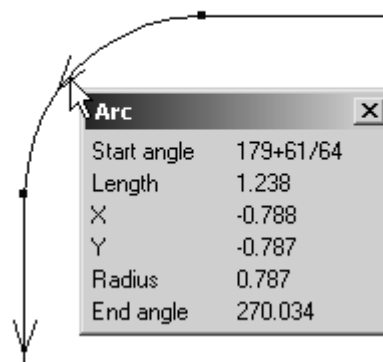 Arc
Start angle 179+61/64
Length 1.238
X -0.788
Y -0.787
Radius 0.787
End angle 270.034